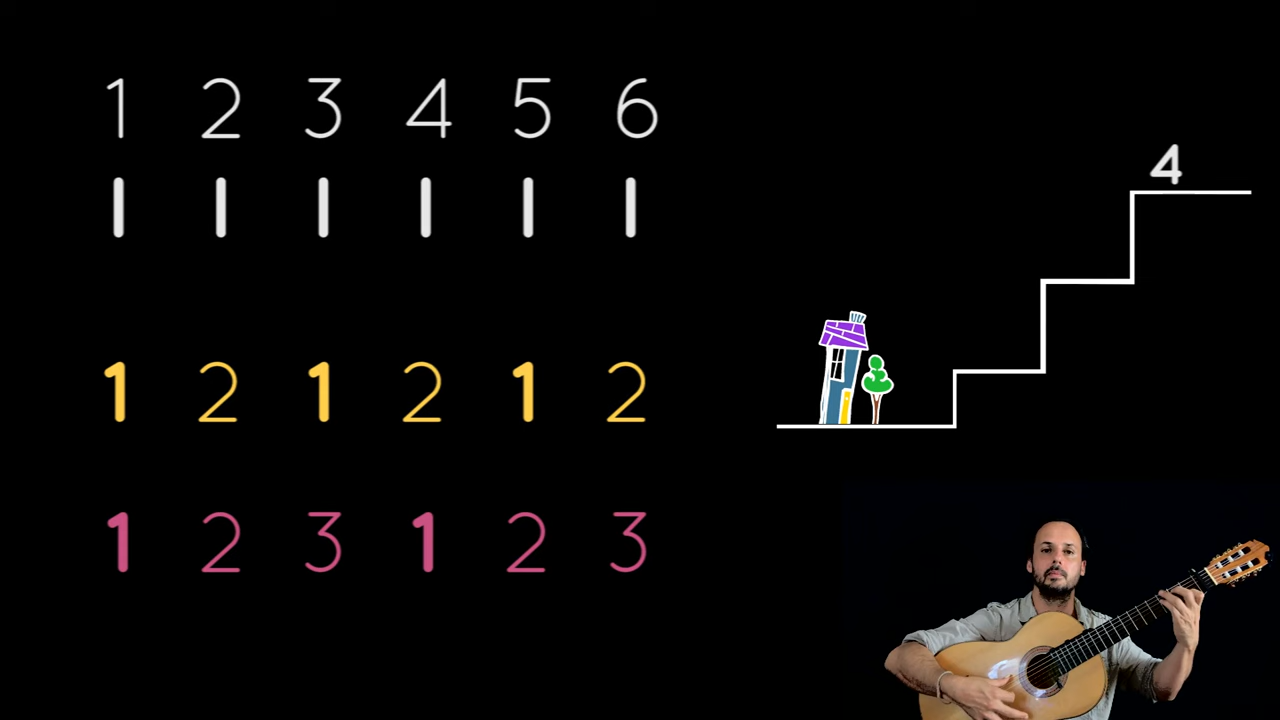 1 2 3 4 5 6
4
1 2 1 2 1 2
1 2 3 1 2 3